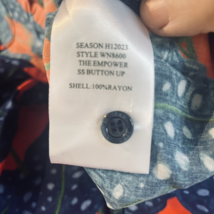 SEASON H12023
STYLE WN8600
THE EMPOWER
SS BUTTON UP
SHELL:100%RAYON